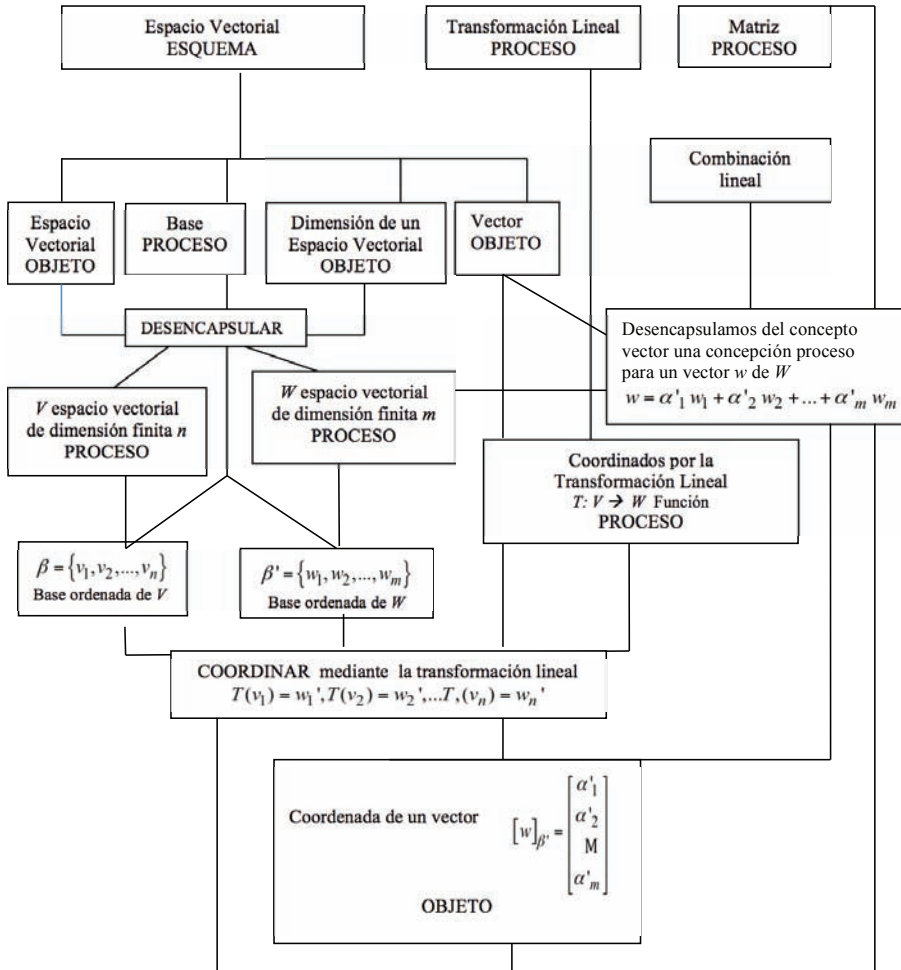 Espacio Vectorial
ESQUEMA
Transformación Lineal
PROCESO
Matriz
PROCESO
Combinación
lineal
Espacio
Vectorial
OBJETO
Base
PROCESO
Dimensión de un
Espacio Vectorial
OBJETO
Vector
OBJETO
DESENCAPSULAR
Desencapsulamos del concepto
vector una concepción proceso
para un vector w de W
w = α'₁ w₁ + α'₂ w₂ + ... + α'ₘ wₘ
V espacio vectorial
de dimensión finita n
PROCESO
W espacio vectorial
de dimensión finita m
PROCESO
Coordinados por la
Transformación Lineal
T: V → W Función
PROCESO
β = {v₁, v₂, ..., vₙ}
Base ordenada de V
β' = {w₁, w₂, ..., wₘ}
Base ordenada de W
COORDINAR mediante la transformación lineal
T(v₁) = w₁', T(v₂) = w₂', ...T, (vₙ) = wₙ'
Coordenada de un vector
[w]β' =
α'₁
α'₂
M
α'ₘ
OBJETO